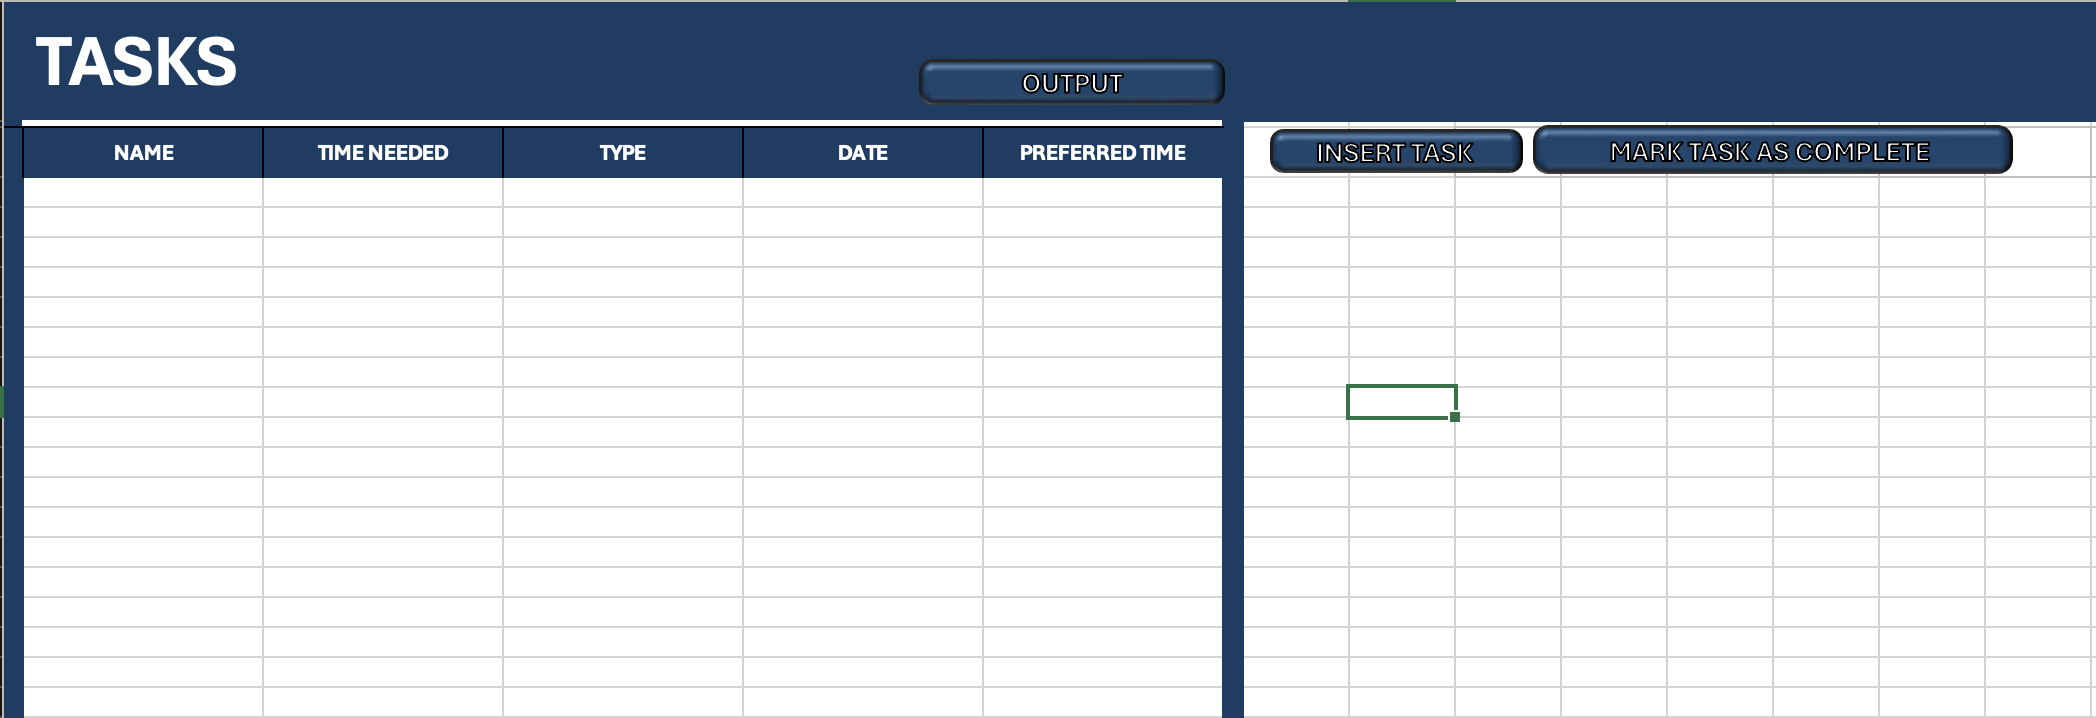 TASKS
OUTPUT
NAME TIME NEEDED TYPE DATE PREFERRED TIME
INSERT TASK MARK TASK AS COMPLETE